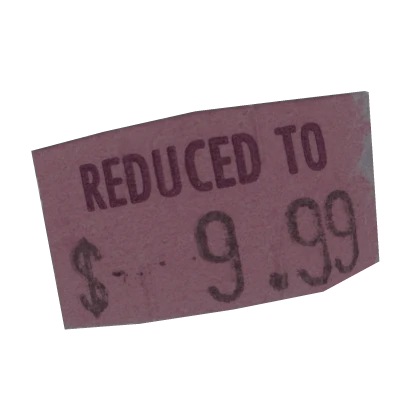 REDUCED TO
$ 9.99